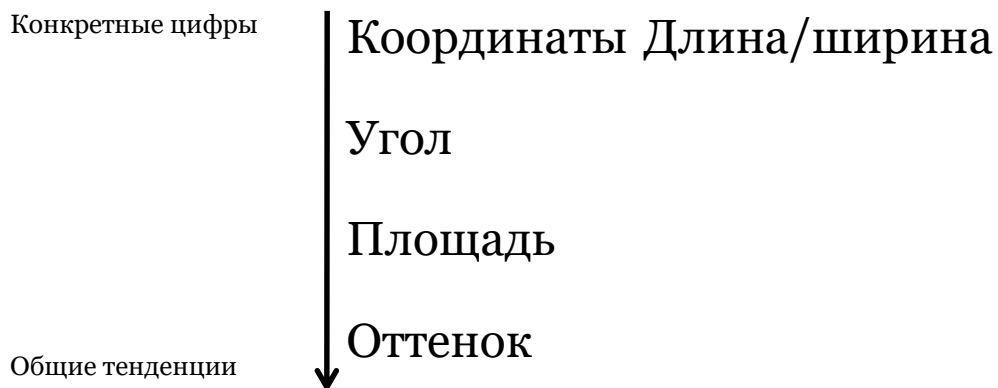 Конкретные цифры
Координаты Длина/ширина
Угол
Площадь
Оттенок
Общие тенденции